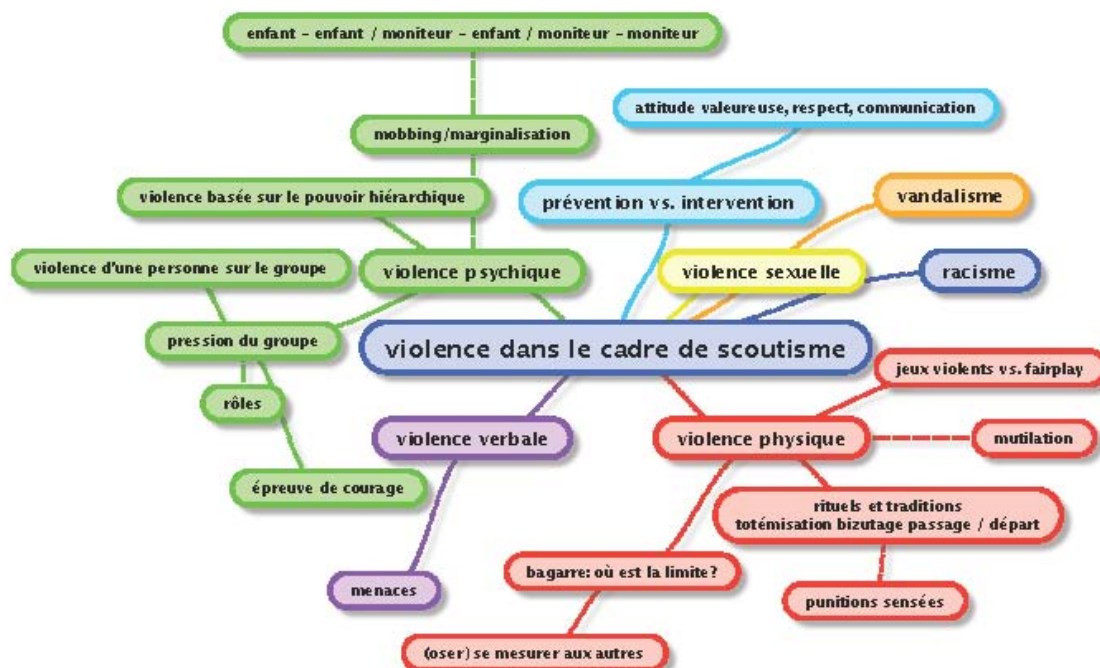 enfant – enfant / moniteur – enfant / moniteur – moniteur
attitude valeureuse, respect, communication
mobbing/marginalisation
violence basée sur le pouvoir hiérarchique
prévention vs. intervention
vandalisme
violence d'une personne sur le groupe
violence psychique
violence sexuelle
racisme
pression du groupe
violence dans le cadre de scoutisme
jeux violents vs. fairplay
rôles
violence verbale
violence physique
mutilation
épreuve de courage
rituels et traditions
totémisation bizutage passage / départ
bagarre: où est la limite?
menaces
punitions sensées
(oser) se mesurer aux autres